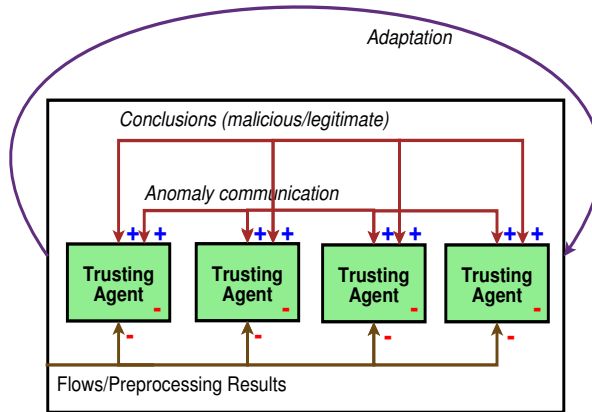 Adaptation
Conclusions (malicious/legitimate)
Anomaly communication
+ + + + + + + +
Trusting Trusting Trusting Trusting
Agent Agent Agent Agent
- - - -
- - - -
Flows/Preprocessing Results